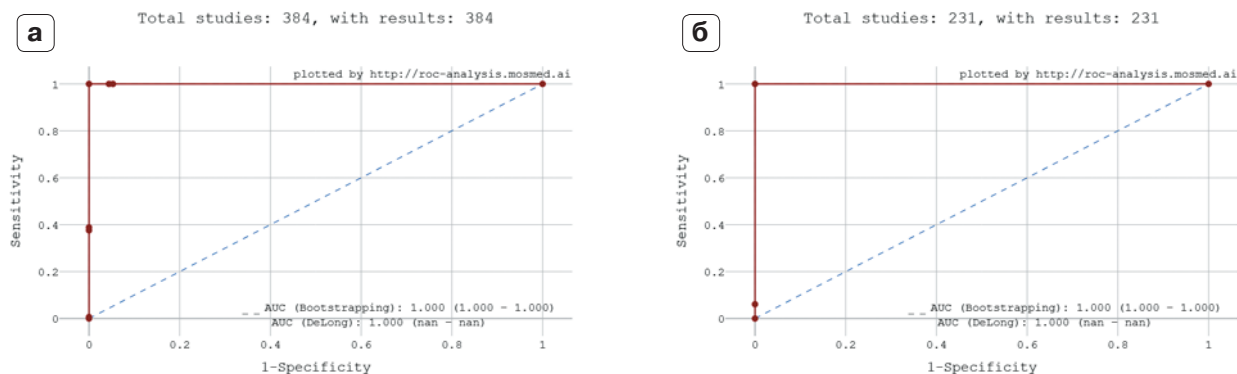 а
Total studies: 384, with results: 384
plotted by http://roc-analysis.mosmed.ai
1
0.8
0.6
0.4
0.2
0
Sensitivity
AUC (Bootstrapping): 1.000 (1.000 - 1.000)
AUC (DeLong): 1.000 (nan - nan)
0 0.2 0.4 0.6 0.8 1
1-Specificity
б
Total studies: 231, with results: 231
plotted by http://roc-analysis.mosmed.ai
1
0.8
0.6
0.4
0.2
0
Sensitivity
AUC (Bootstrapping): 1.000 (1.000 - 1.000)
AUC (DeLong): 1.000 (nan - nan)
0 0.2 0.4 0.6 0.8 1
1-Specificity